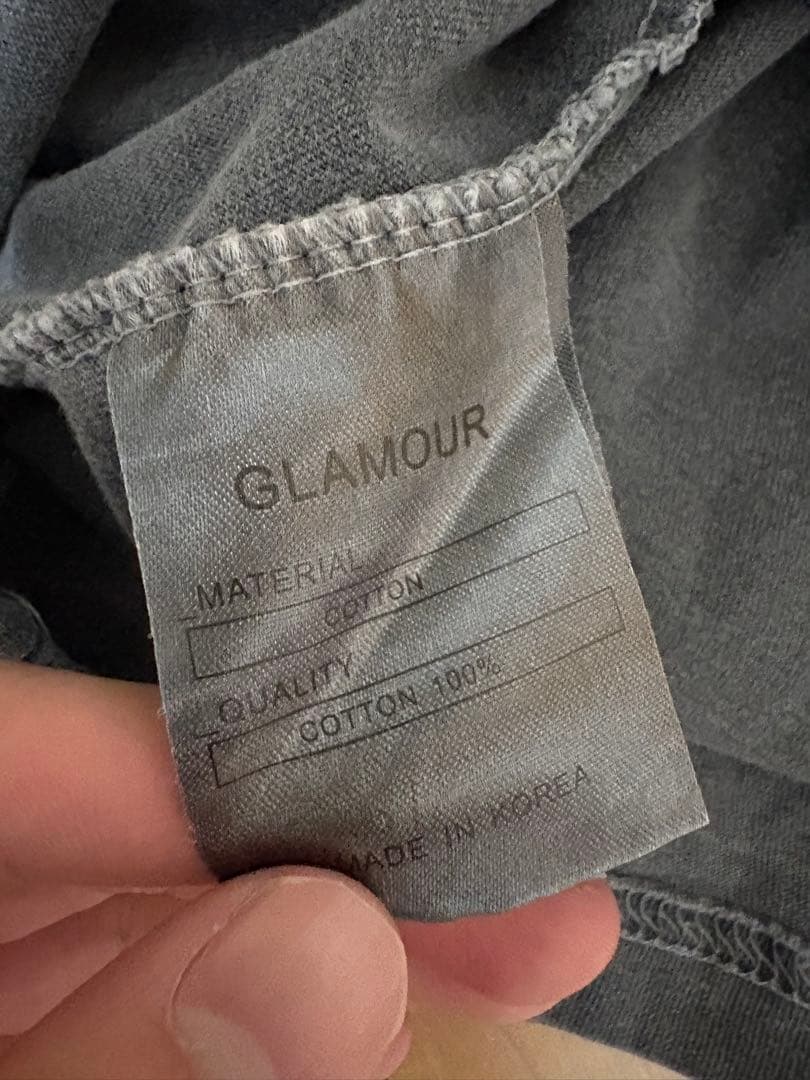 GLAMOUR
MATERIAL
COTTON
QUALITY
COTTON 100%
MADE IN KOREA